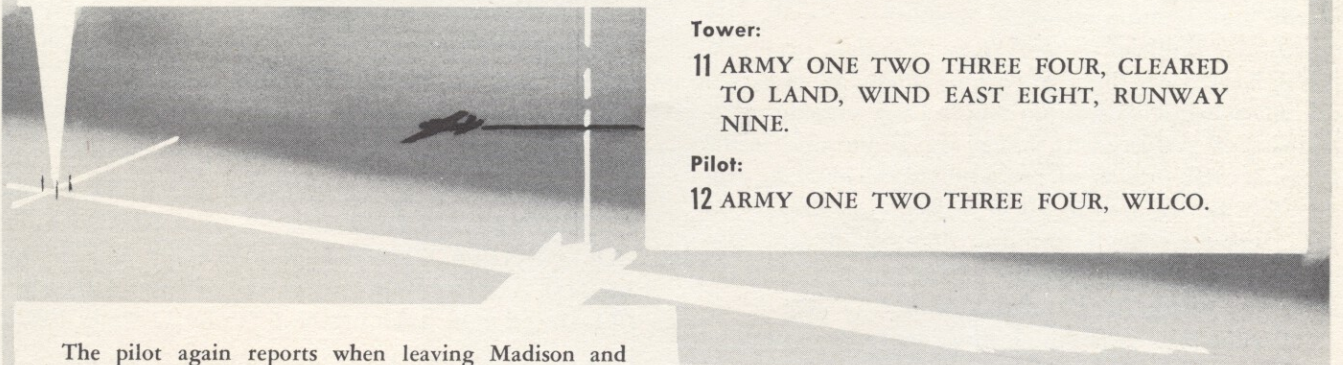 Tower:
11 ARMY ONE TWO THREE FOUR, CLEARED
TO LAND, WIND EAST EIGHT, RUNWAY
NINE.
Pilot:
12 ARMY ONE TWO THREE FOUR, WILCO.
The pilot again reports when leaving Madison and